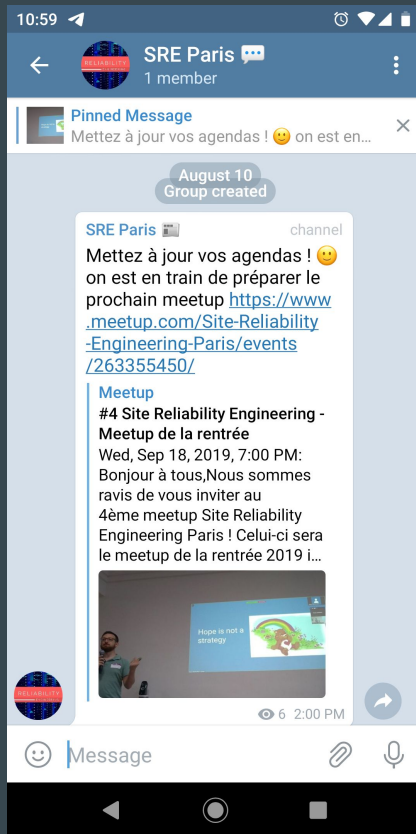 10:59
SRE Paris 💬
1 member
RELIABILITY
Pinned Message
Mettez à jour vos agendas ! 🙂 on est en...
August 10
Group created
SRE Paris 📰 channel
Mettez à jour vos agendas ! 🙂
on est en train de préparer le
prochain meetup https://www
.meetup.com/Site-Reliability
-Engineering-Paris/events
/263355450/
Meetup
#4 Site Reliability Engineering -
Meetup de la rentrée
Wed, Sep 18, 2019, 7:00 PM:
Bonjour à tous,Nous sommes
ravis de vous inviter au
4ème meetup Site Reliability
Engineering Paris ! Celui-ci sera
le meetup de la rentrée 2019 i...
Hope is not a
strategy
RELIABILITY
6 2:00 PM
Message